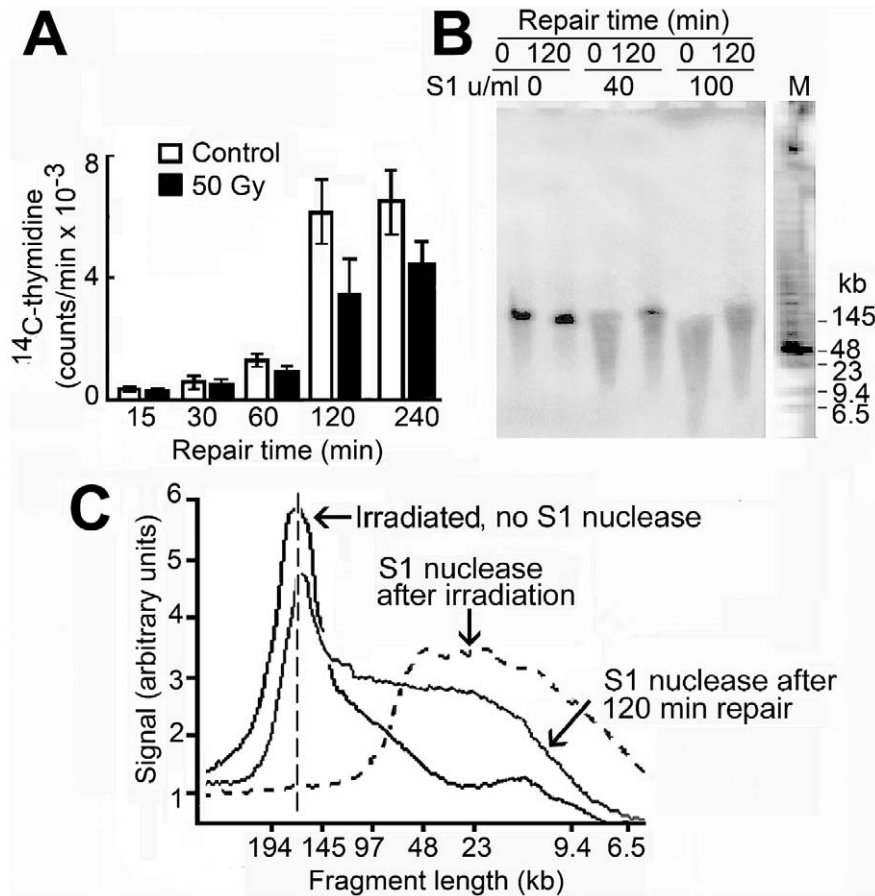 A
8
4
0
14C-thymidine
(counts/min x 10-3
Control
50 Gy
15 30 60 120 240
Repair time (min)
B
Repair time (min)
0 120 0 120 0 120
S1 u/ml 0 40 100 M
kb
145
48
23
9.4
6.5
C
6
5
4
3
2
1
Signal (arbitrary units)
Irradiated, no S1 nuclease
S1 nuclease
after irradiation
S1 nuclease after
120 min repair
194 145 97 48 23 9.4 6.5
Fragment length (kb)